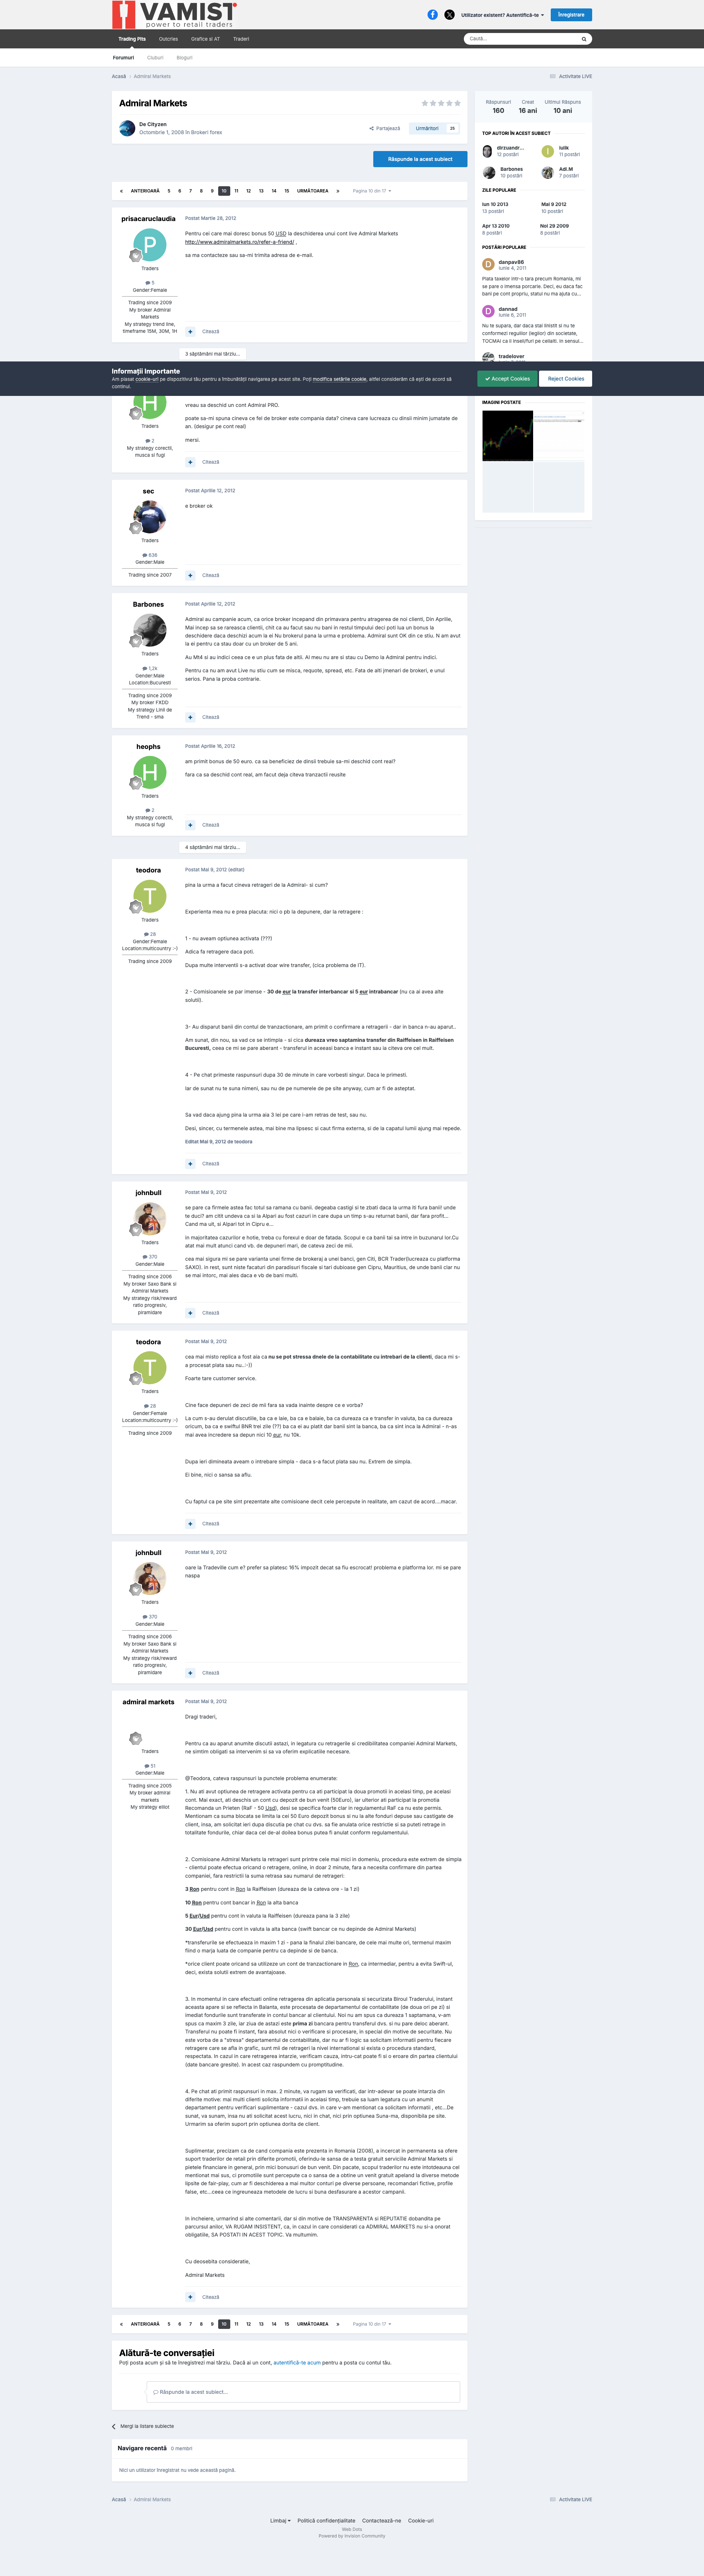 VAMIST
power to retail traders
Utilizator existent? Autentifică-te
Înregistrare
Trading Pits
Outcries
Grafice si AT
Traderi
Caută...
Forumuri
Cluburi
Bloguri
Acasă
Admiral Markets
Activitate LIVE
Admiral Markets
De Cityzen
Octombrie 1, 2008 în Brokeri forex
Partajează
Urmăritori
Răspunde la acest subiect
« ANTERIOARĂ 5 6 7 8 9 10 11 12 13 14 15 URMĂTOAREA » Pagina 10 din 17
Răspunsuri
160
Creat
16 ani
Ultimul Răspuns
10 ani
TOP AUTORI ÎN ACEST SUBIECT
dirzuandr...
12 postări
iulik
11 postări
Barbones
10 postări
Adi.M
7 postări
ZILE POPULARE
Iun 10 2013
13 postări
Mai 9 2012
10 postări
Apr 13 2010
8 postări
Noi 29 2009
8 postări
POSTĂRI POPULARE
danpav86
Iunie 4, 2011
Piata taxelor intr-o tara precum Romania, mi
se pare o imensa porcarie. Deci, eu daca fac
bani pe cont propriu, statul nu ma ajuta cu...
dannad
Iunie 6, 2011
Nu te supara, dar daca stai linistit si nu te
conformezi regulilor (legilor) din societate,
TOCMAI ca ii inseli/furi pe ceilalti. In sensul...
tradelover
IMAGINI POSTATE
prisacaruclaudia
Traders
5
Gender:Female
Trading since 2009
My broker Admiral
Markets
My strategy trend line,
timeframe 15M, 30M, 1H
Postat Martie 28, 2012
Pentru cei care mai doresc bonus 50 USD la deschiderea unui cont live Admiral Markets
http://www.admiralmarkets.ro/refer-a-friend/ ,
sa ma contacteze sau sa-mi trimita adresa de e-mail.
Citează
3 săptămâni mai târziu...
Informații Importante
Am plasat cookie-uri pe dispozitivul tău pentru a îmbunătăți navigarea pe acest site. Poți modifica setările cookie, altfel considerăm că ești de acord să
continui.
Accept Cookies
Reject Cookies
Traders
2
My strategy corectii,
musca si fugi
vreau sa deschid un cont Admiral PRO.
poate sa-mi spuna cineva ce fel de broker este compania data? cineva care lucreaza cu dinsii minim jumatate de
an. (desigur pe cont real)
mersi.
Citează
sec
Traders
636
Gender:Male
Trading since 2007
Postat Aprilie 12, 2012
e broker ok
Citează
Barbones
Traders
Gender:Male
Location:Bucuresti
Trading since 2009
My broker FXDD
My strategy Linii de
Trend - sma
Postat Aprilie 12, 2012
Admiral au campanie acum, ca orice broker incepand din primavara pentru atragerea de noi clienti, Din Aprilie,
Mai incep sa se rareasca clientii, chit ca au facut sau nu bani in restul timpului deci poti lua un bonus la
deschidere daca deschizi acum la ei Nu brokerul pana la urma e problema. Admiral sunt OK din ce stiu. N am avut
la ei pentru ca stau doar cu un broker de 5 ani.
Au Mt4 si au indici ceea ce e un plus fata de alti. Al meu nu are si stau cu Demo la Admiral pentru indici.
Pentru ca nu am avut Live nu stiu cum se misca, requote, spread, etc. Fata de alti jmenari de brokeri, e unul
serios. Pana la proba contrarie.
Citează
heophs
Traders
2
My strategy corectii,
musca si fugi
Postat Aprilie 16, 2012
am primit bonus de 50 euro. ca sa beneficiez de dinsii trebuie sa-mi deschid cont real?
fara ca sa deschid cont real, am facut deja citeva tranzactii reusite
Citează
4 săptămâni mai târziu...
teodora
Traders
28
Gender:Female
Location:multicountry :-)
Trading since 2009
Postat Mai 9, 2012 (editat)
pina la urma a facut cineva retrageri de la Admiral- si cum?
Experienta mea nu e prea placuta: nici o pb la depunere, dar la retragere :
1 - nu aveam optiunea activata (???)
Adica fa retragere daca poti.
Dupa multe interventii s-a activat doar wire transfer, (cica problema de IT).
2 - Comisioanele se par imense - 30 de eur la transfer interbancar si 5 eur intrabancar (nu ca ai avea alte
solutii).
3- Au disparut banii din contul de tranzactionare, am primit o confirmare a retragerii - dar in banca n-au aparut..
Am sunat, din nou, sa vad ce se intimpla - si cica dureaza vreo saptamina transfer din Raiffeisen in Raiffeisen
Bucuresti, ceea ce mi se pare aberant - transferul in aceeasi banca e instant sau la citeva ore cel mult.
4 - Pe chat primeste raspunsuri dupa 30 de minute in care vorbesti singur. Daca le primesti.
Iar de sunat nu te suna nimeni, sau nu de pe numerele de pe site anyway, cum ar fi de asteptat.
Sa vad daca ajung pina la urma aia 3 lei pe care i-am retras de test, sau nu.
Desi, sincer, cu termenele astea, mai bine ma lipsesc si caut firma externa, si de la capatul lumii ajung mai repede.
Editat Mai 9, 2012 de teodora
Citează
johnbull
Traders
370
Gender:Male
Trading since 2006
My broker Saxo Bank si
Admiral Markets
My strategy risk/reward
ratio progresiv,
piramidare
Postat Mai 9, 2012
se pare ca firmele astea fac totul sa ramana cu banii. degeaba castigi si te zbati daca la urma iti fura banii? unde
te duci? am citit undeva ca si la Alpari au fost cazuri in care dupa un timp s-au returnat banii, dar fara profit...
Cand ma uit, si Alpari tot in Cipru e...
in majoritatea cazurilor e hotie, treba cu forexul e doar de fatada. Scopul e ca banii tai sa intre in buzunarul lor.Cu
atat mai mult atunci cand vb. de depuneri mari, de cateva zeci de mii.
cea mai sigura mi se pare varianta unei firme de brokeraj a unei banci, gen Citi, BCR Trader(lucreaza cu platforma
SAXO). In rest, sunt niste facaturi din paradisuri fiscale si tari dubioase gen Cipru, Mauritius, de unde banii clar nu
se mai intorc, mai ales daca e vb de bani multi.
Citează
teodora
Traders
28
Gender:Female
Location:multicountry :-)
Trading since 2009
Postat Mai 9, 2012
cea mai misto replica a fost aia ca nu se pot stressa dnele de la contabilitate cu intrebari de la clienti, daca mi s-
a procesat plata sau nu..:-))
Foarte tare customer service.
Cine face depuneri de zeci de mii fara sa vada inainte despre ce e vorba?
La cum s-au derulat discutiile, ba ca e laie, ba ca e balaie, ba ca dureaza ca e transfer in valuta, ba dureaza
oricum, ba ca e swiftul BNR trei zile (??) ba ca ei au platit dar banii sint la banca, ba ca sint inca la Admiral - n-as
mai avea incredere sa depun nici 10 eur, nu 10k.
Dupa ieri dimineata aveam o intrebare simpla - daca s-a facut plata sau nu. Extrem de simpla.
Ei bine, nici o sansa sa aflu.
Cu faptul ca pe site sint prezentate alte comisioane decit cele percepute in realitate, am cazut de acord....macar.
Citează
johnbull
Traders
370
Gender:Male
Trading since 2006
My broker Saxo Bank si
Admiral Markets
My strategy risk/reward
ratio progresiv,
piramidare
Postat Mai 9, 2012
oare la Tradeville cum e? prefer sa platesc 16% impozit decat sa fiu escrocat! problema e platforma lor. mi se pare
naspa
Citează
admiral markets
Traders
51
Gender:Male
Trading since 2005
My broker admiral
markets
My strategy elliot
Postat Mai 9, 2012
Dragi traderi,
Pentru ca au aparut anumite discutii astazi, in legatura cu retragerile si credibilitatea companiei Admiral Markets,
ne simtim obligati sa intervenim si sa va oferim explicatiile necesare.
@Teodora, cateva raspunsuri la punctele problema enumerate:
1. Nu ati avut optiunea de retragere activata pentru ca ati participat la doua promotii in acelasi timp, pe acelasi
cont. Mai exact, ati deschis un cont cu depozit de bun venit (50Euro), iar ulterior, ati participat si la promotia
Recomanda un Prieten (RaF - 50 Usd), desi se specifica foarte clar in regulamentul RaF ca nu este permis.
Mentionam ca suma blocata se limita la cei 50 Euro depozit bonus si nu la alte fonduri depuse sau castigate de
client, insa, am solicitat ieri dupa discutia pe chat cu dvs. sa fie anulata orice restrictie, si sa puteti retrage in
totalitate fondurile, chiar daca cel de-al doilea bonus putea fi anulat conform regulamentului.
2. Comisioane Admiral Markets la retrageri sunt printre cele mai mici in domeniu, procedura este extrem de simpla
- clientul poate efectua oricand o retragere, online, in doar 2 minute, fara a necesita confirmarea din partea
companiei, fara restrictii la suma retrasa sau numarul de retrageri:
3 Ron pentru cont in Ron la Raiffeisen (dureaza de la cateva ore - la 1 zi)
10 Ron pentru cont bancar in Ron la alta banca
5 Eur/Usd pentru cont in valuta la Raiffeisen (dureaza pana la 3 zile)
30 Eur/Usd pentru cont in valuta la alta banca (swift bancar ce nu depinde de Admiral Markets)
*transferurile se efectueaza in maxim 1 zi - pana la finalul zilei bancare, de cele mai multe ori, termenul maxim
fiind o marja luata de companie pentru ca depinde si de banca.
*orice client poate oricand sa utilizeze un cont de tranzactionare in Ron, ca intermediar, pentru a evita Swift-ul,
deci, exista solutii extrem de avantajoase.
3. In momentul in care efectuati online retragerea din aplicatia personala si securizata Biroul Traderului, instant
aceasta apare si se reflecta in Balanta, este procesata de departamentul de contabilitate (de doua ori pe zi) si
imediat fondurile sunt transferate in contul bancar al clientului. Noi nu am spus ca dureaza 1 saptamana, v-am
spus ca maxim 3 zile, iar ziua de astazi este prima zi bancara pentru transferul dvs. si nu pare deloc aberant.
Transferul nu poate fi instant, fara absolut nici o verificare si procesare, in special din motive de securitate. Nu
este vorba de a "stresa" departamentul de contabilitate, dar nu ar fi logic sa solicitam informatii pentru fiecare
retragere care se afla in grafic, sunt mii de retrageri la nivel international si exista o procedura standard,
respectata. In cazul in care retragerea intarzie, verificam cauza, intru-cat poate fi si o eroare din partea clientului
(date bancare gresite). In acest caz raspundem cu promptitudine.
4. Pe chat ati primit raspunsuri in max. 2 minute, va rugam sa verificati, dar intr-adevar se poate intarzia din
diferite motive: mai multi clienti solicita informatii in acelasi timp, trebuie sa luam legatura cu un anumit
departament pentru verificari suplimentare - cazul dvs. in care v-am mentionat ca solicitam informatii , etc...De
sunat, va sunam, insa nu ati solicitat acest lucru, nici in chat, nici prin optiunea Suna-ma, disponibila pe site.
Urmarim sa oferim suport prin optiunea dorita de client.
Suplimentar, precizam ca de cand compania este prezenta in Romania (2008), a incercat in permanenta sa ofere
suport traderilor de retail prin diferite promotii, oferindu-le sansa de a testa gratuit serviciile Admiral Markets si
pietele financiare in general, prin mici bonusuri de bun venit. Din pacate, scopul traderilor nu este intotdeauna cel
mentionat mai sus, ci promotiile sunt percepute ca o sansa de a obtine un venit gratuit apeland la diverse metode
lipsite de fair-play, cum ar fi deschiderea a mai multor conturi pe diverse persoane, recomandari fictive, profile
false, etc...ceea ce ingreuneaza metodele de lucru si buna desfasurare a acestor campanii.
In incheiere, urmarind si alte comentarii, dar si din motive de TRANSPARENTA si REPUTATIE dobandita pe
parcursul anilor, VA RUGAM INSISTENT, ca, in cazul in care considerati ca ADMIRAL MARKETS nu si-a onorat
obligatiile, SA POSTATI IN ACEST TOPIC. Va multumim.
Cu deosebita consideratie,
Admiral Markets
Citează
« ANTERIOARĂ 5 6 7 8 9 10 11 12 13 14 15 URMĂTOAREA » Pagina 10 din 17
Alătură-te conversației
Poți posta acum și să te înregistrezi mai târziu. Dacă ai un cont, autentifică-te acum pentru a posta cu contul tău.
Răspunde la acest subiect...
Mergi la listare subiecte
Navigare recentă 0 membri
Nici un utilizator înregistrat nu vede această pagină.
Acasă
Admiral Markets
Activitate LIVE
Limbaj
Politică confidențialitate
Contactează-ne
Cookie-uri
Web Dots
Powered by Invision Community